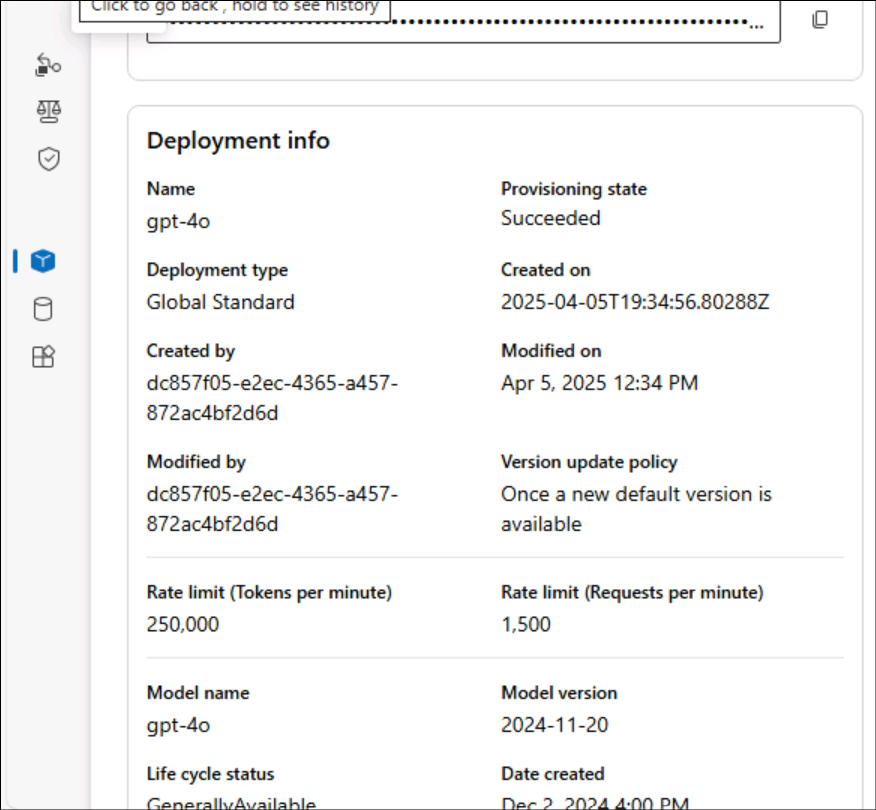 Click to go back , hold to see history
...
Deployment info
Name
gpt-4o
Provisioning state
Succeeded
Deployment type
Global Standard
Created on
2025-04-05T19:34:56.80288Z
Created by
dc857f05-e2ec-4365-a457-
872ac4bf2d6d
Modified on
Apr 5, 2025 12:34 PM
Modified by
dc857f05-e2ec-4365-a457-
872ac4bf2d6d
Version update policy
Once a new default version is
available
Rate limit (Tokens per minute)
250,000
Rate limit (Requests per minute)
1,500
Model name
gpt-4o
Model version
2024-11-20
Life cycle status
GenerallyAvailable
Date created
Dec 2, 2024 4:00 PM